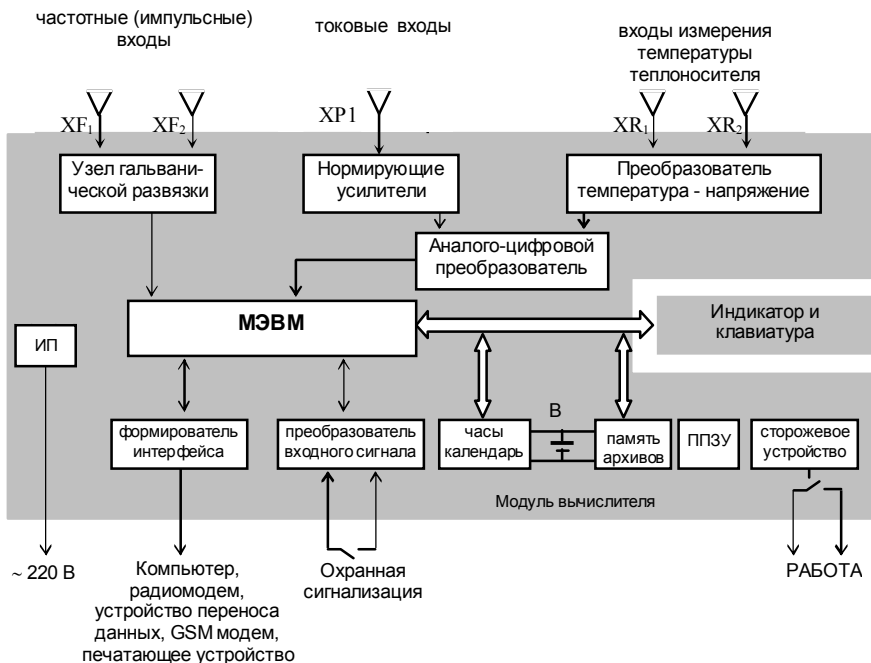 частотные (импульсные)
входы
токовые входы
входы измерения
температуры
теплоносителя
XF1
XF2
XP1
XR1
XR2
Узел гальвани-
ческой развязки
Нормирующие
усилители
Преобразователь
температура - напряжение
Аналого-цифровой
преобразователь
МЭВМ
Индикатор и
клавиатура
ИП
формирователь
интерфейса
преобразователь
входного сигнала
часы
календарь
В
память
архивов
ППЗУ
сторожевое
устройство
Модуль вычислителя
~ 220 В
Компьютер,
радиомодем,
устройство переноса
данных, GSM модем,
печатающее устройство
Охранная
сигнализация
РАБОТА